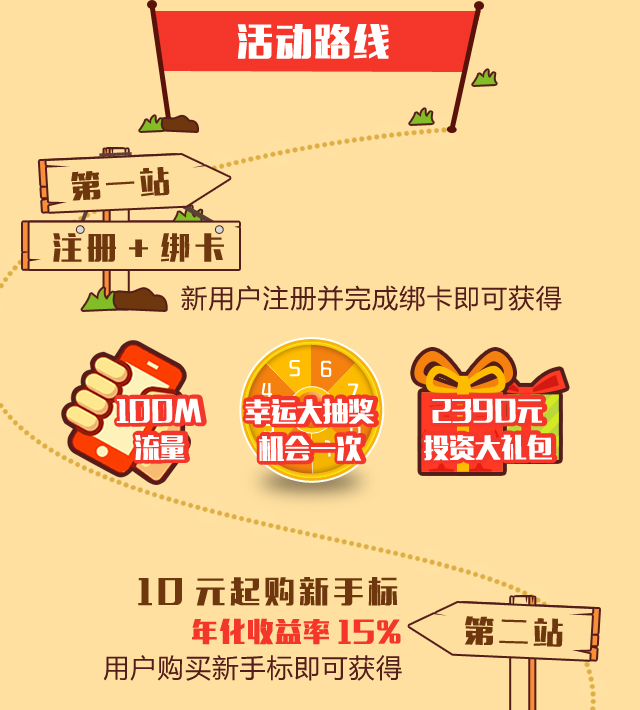 活动路线
第一站
注册 + 绑卡
新用户注册并完成绑卡即可获得
5 6
4 7
100M
流量
幸运大抽奖
机会一次
2390元
投资大礼包
10 元起购新手标
年化收益率 15%
第二站
用户购买新手标即可获得